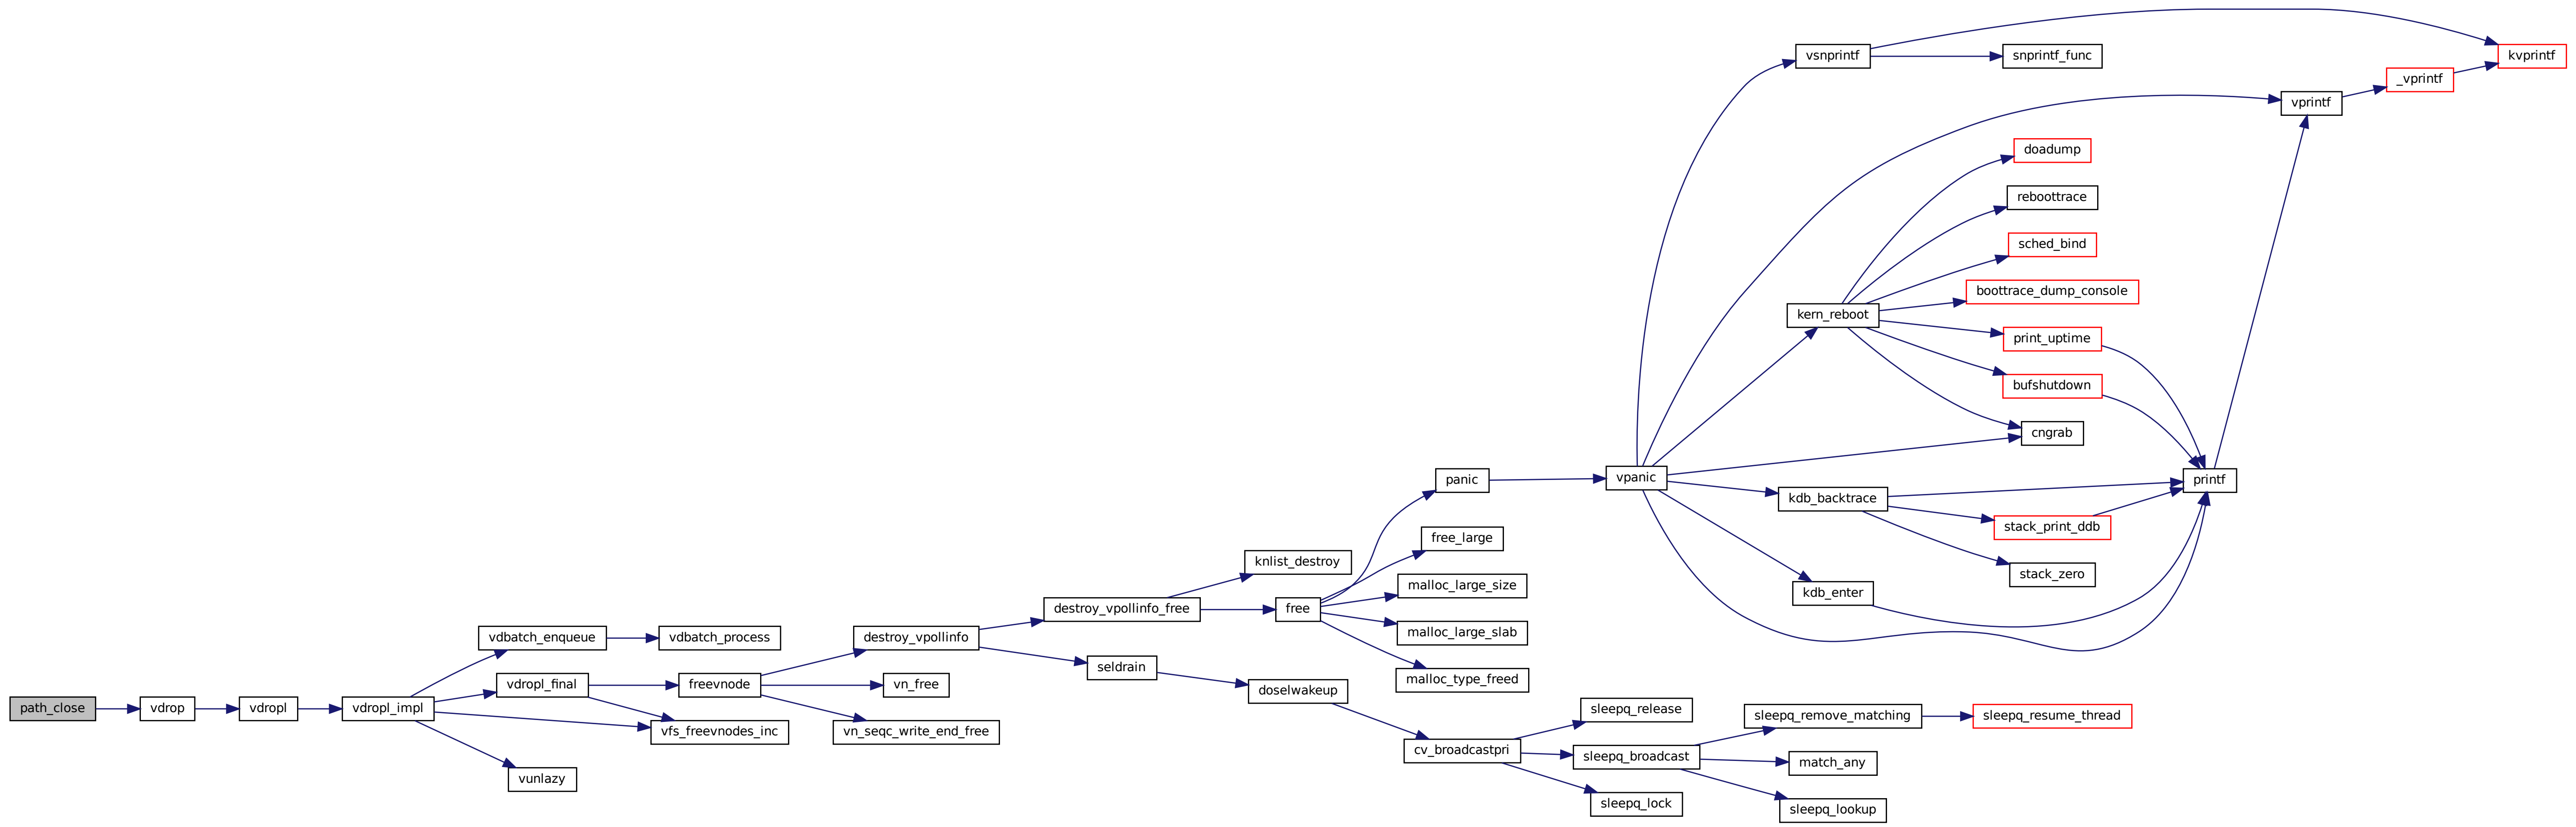 path_close
vdrop
vdropl
vdropl_impl
vdbatch_enqueue
vdbatch_process
vdropl_final
vfs_freevnodes_inc
vunlazy
freevnode
destroy_vpollinfo
vn_free
vn_seqc_write_end_free
destroy_vpollinfo_free
seldrain
knlist_destroy
free
doselwakeup
panic
free_large
malloc_large_size
malloc_large_slab
malloc_type_freed
cv_broadcastpri
sleepq_release
sleepq_broadcast
sleepq_lock
sleepq_remove_matching
match_any
sleepq_lookup
sleepq_resume_thread
vpanic
vsnprintf
snprintf_func
kern_reboot
doadump
reboottrace
sched_bind
boottrace_dump_console
print_uptime
bufshutdown
cngrab
kdb_backtrace
stack_print_ddb
stack_zero
kdb_enter
printf
vprintf
_vprintf
kvprintf